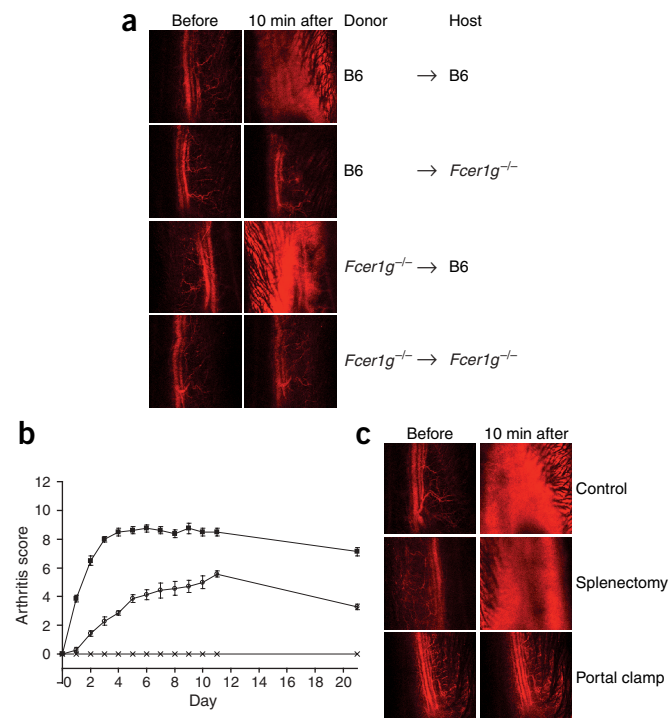 a
Before 10 min after Donor Host
B6 → B6
B6 → Fcer1g–/–
Fcer1g–/– → B6
Fcer1g–/– → Fcer1g–/–
b
Arthritis score
12
10
8
6
4
2
0
0 2 4 6 8 10 12 14 16 18 20
Day
c
Before 10 min after
Control
Splenectomy
Portal clamp